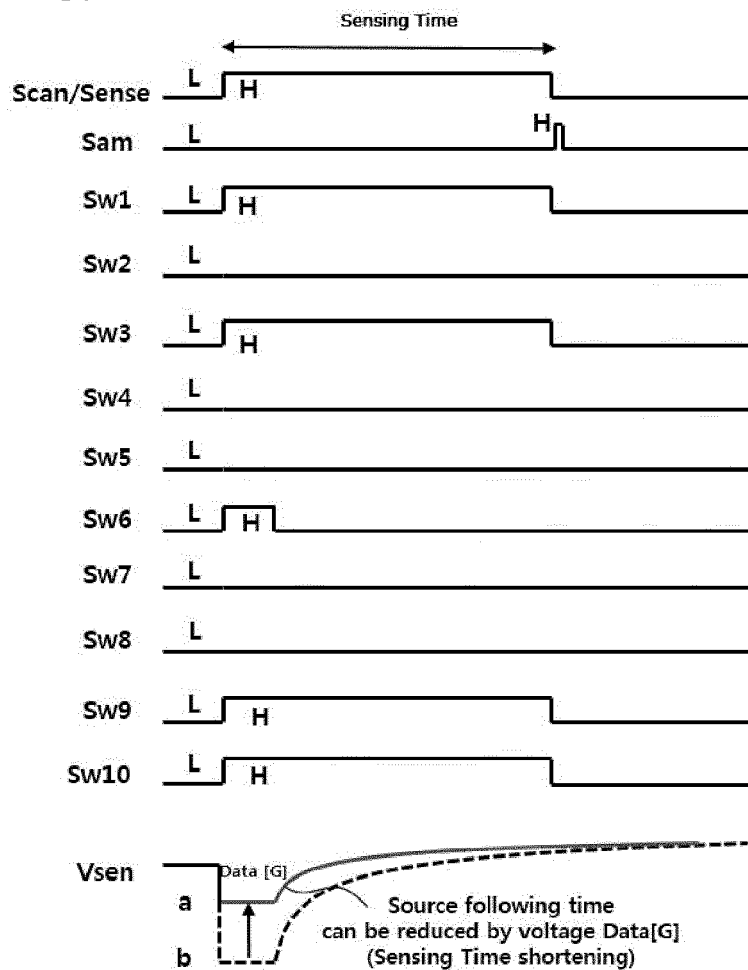 Sensing Time
Scan/Sense L H
Sam L H
Sw1 L H
Sw2 L
Sw3 L H
Sw4 L
Sw5 L
Sw6 L H
Sw7 L
Sw8 L
Sw9 L H
Sw10 L H
Vsen Data [G]
a
Source following time
can be reduced by voltage Data[G]
b (Sensing Time shortening)